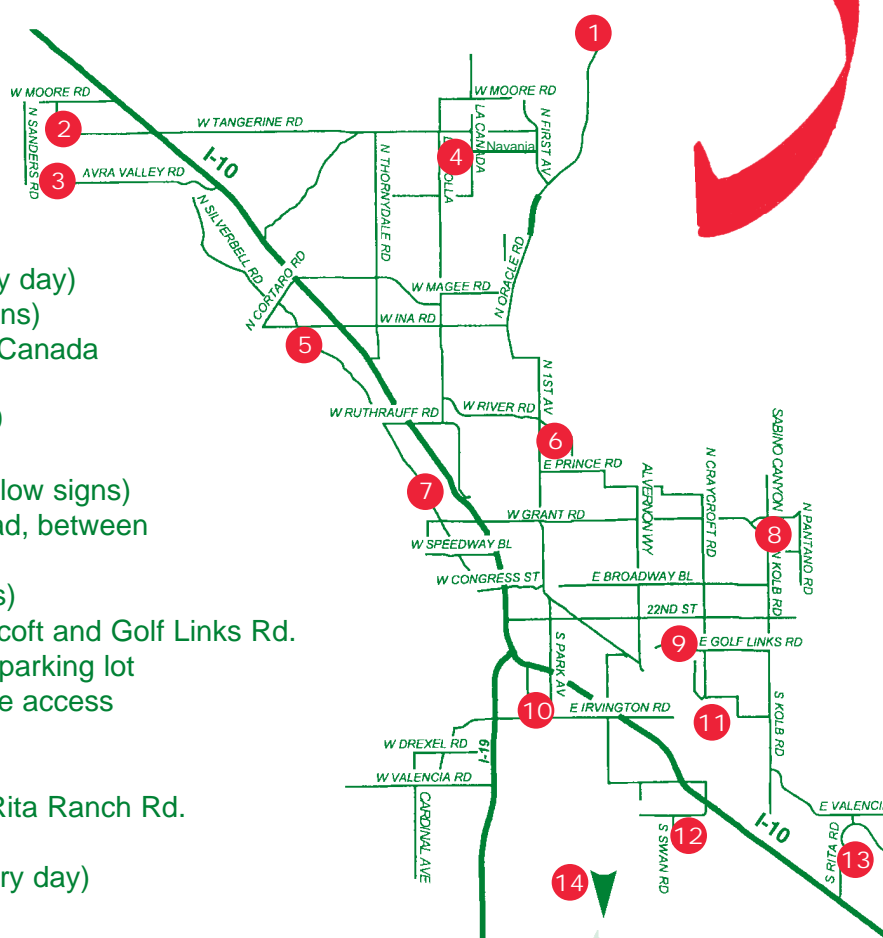 1
W MOORE RD
W MOORE RD
N SANDERS RD
2
W TANGERINE RD
LA CANADA
N FIRST AV
I-10
4
Navania
OLLA
3
AVRA VALLEY RD
N THORNYDALE RD
N SILVERBELL RD
N CORTARO RD
N ORACLE RD
y day)
W MAGEE RD
ns)
W INA RD
Canada
5
N 1ST AV
)
W RUTHRAUFF RD
W RIVER RD
SABINO CANYON
6
E PRINCE RD
ALVERNON WY
N CRAYCROFT RD
low signs)
7
N PANTANO RD
ad, between
W GRANT RD
8
W SPEEDWAY BL
N KOLB RD
W CONGRESS ST
E BROADWAY BL
s)
22ND ST
coft and Golf Links Rd.
9
E GOLF LINKS RD
parking lot
S PARK AV
e access
10
E IRVINGTON RD
11
S KOLB RD
W DREXEL RD
I-19
W VALENCIA RD
Rita Ranch Rd.
CARDINAL AVE
E VALENCI
I-10
12
S SWAN RD
S RITA RD
13
ry day)
14